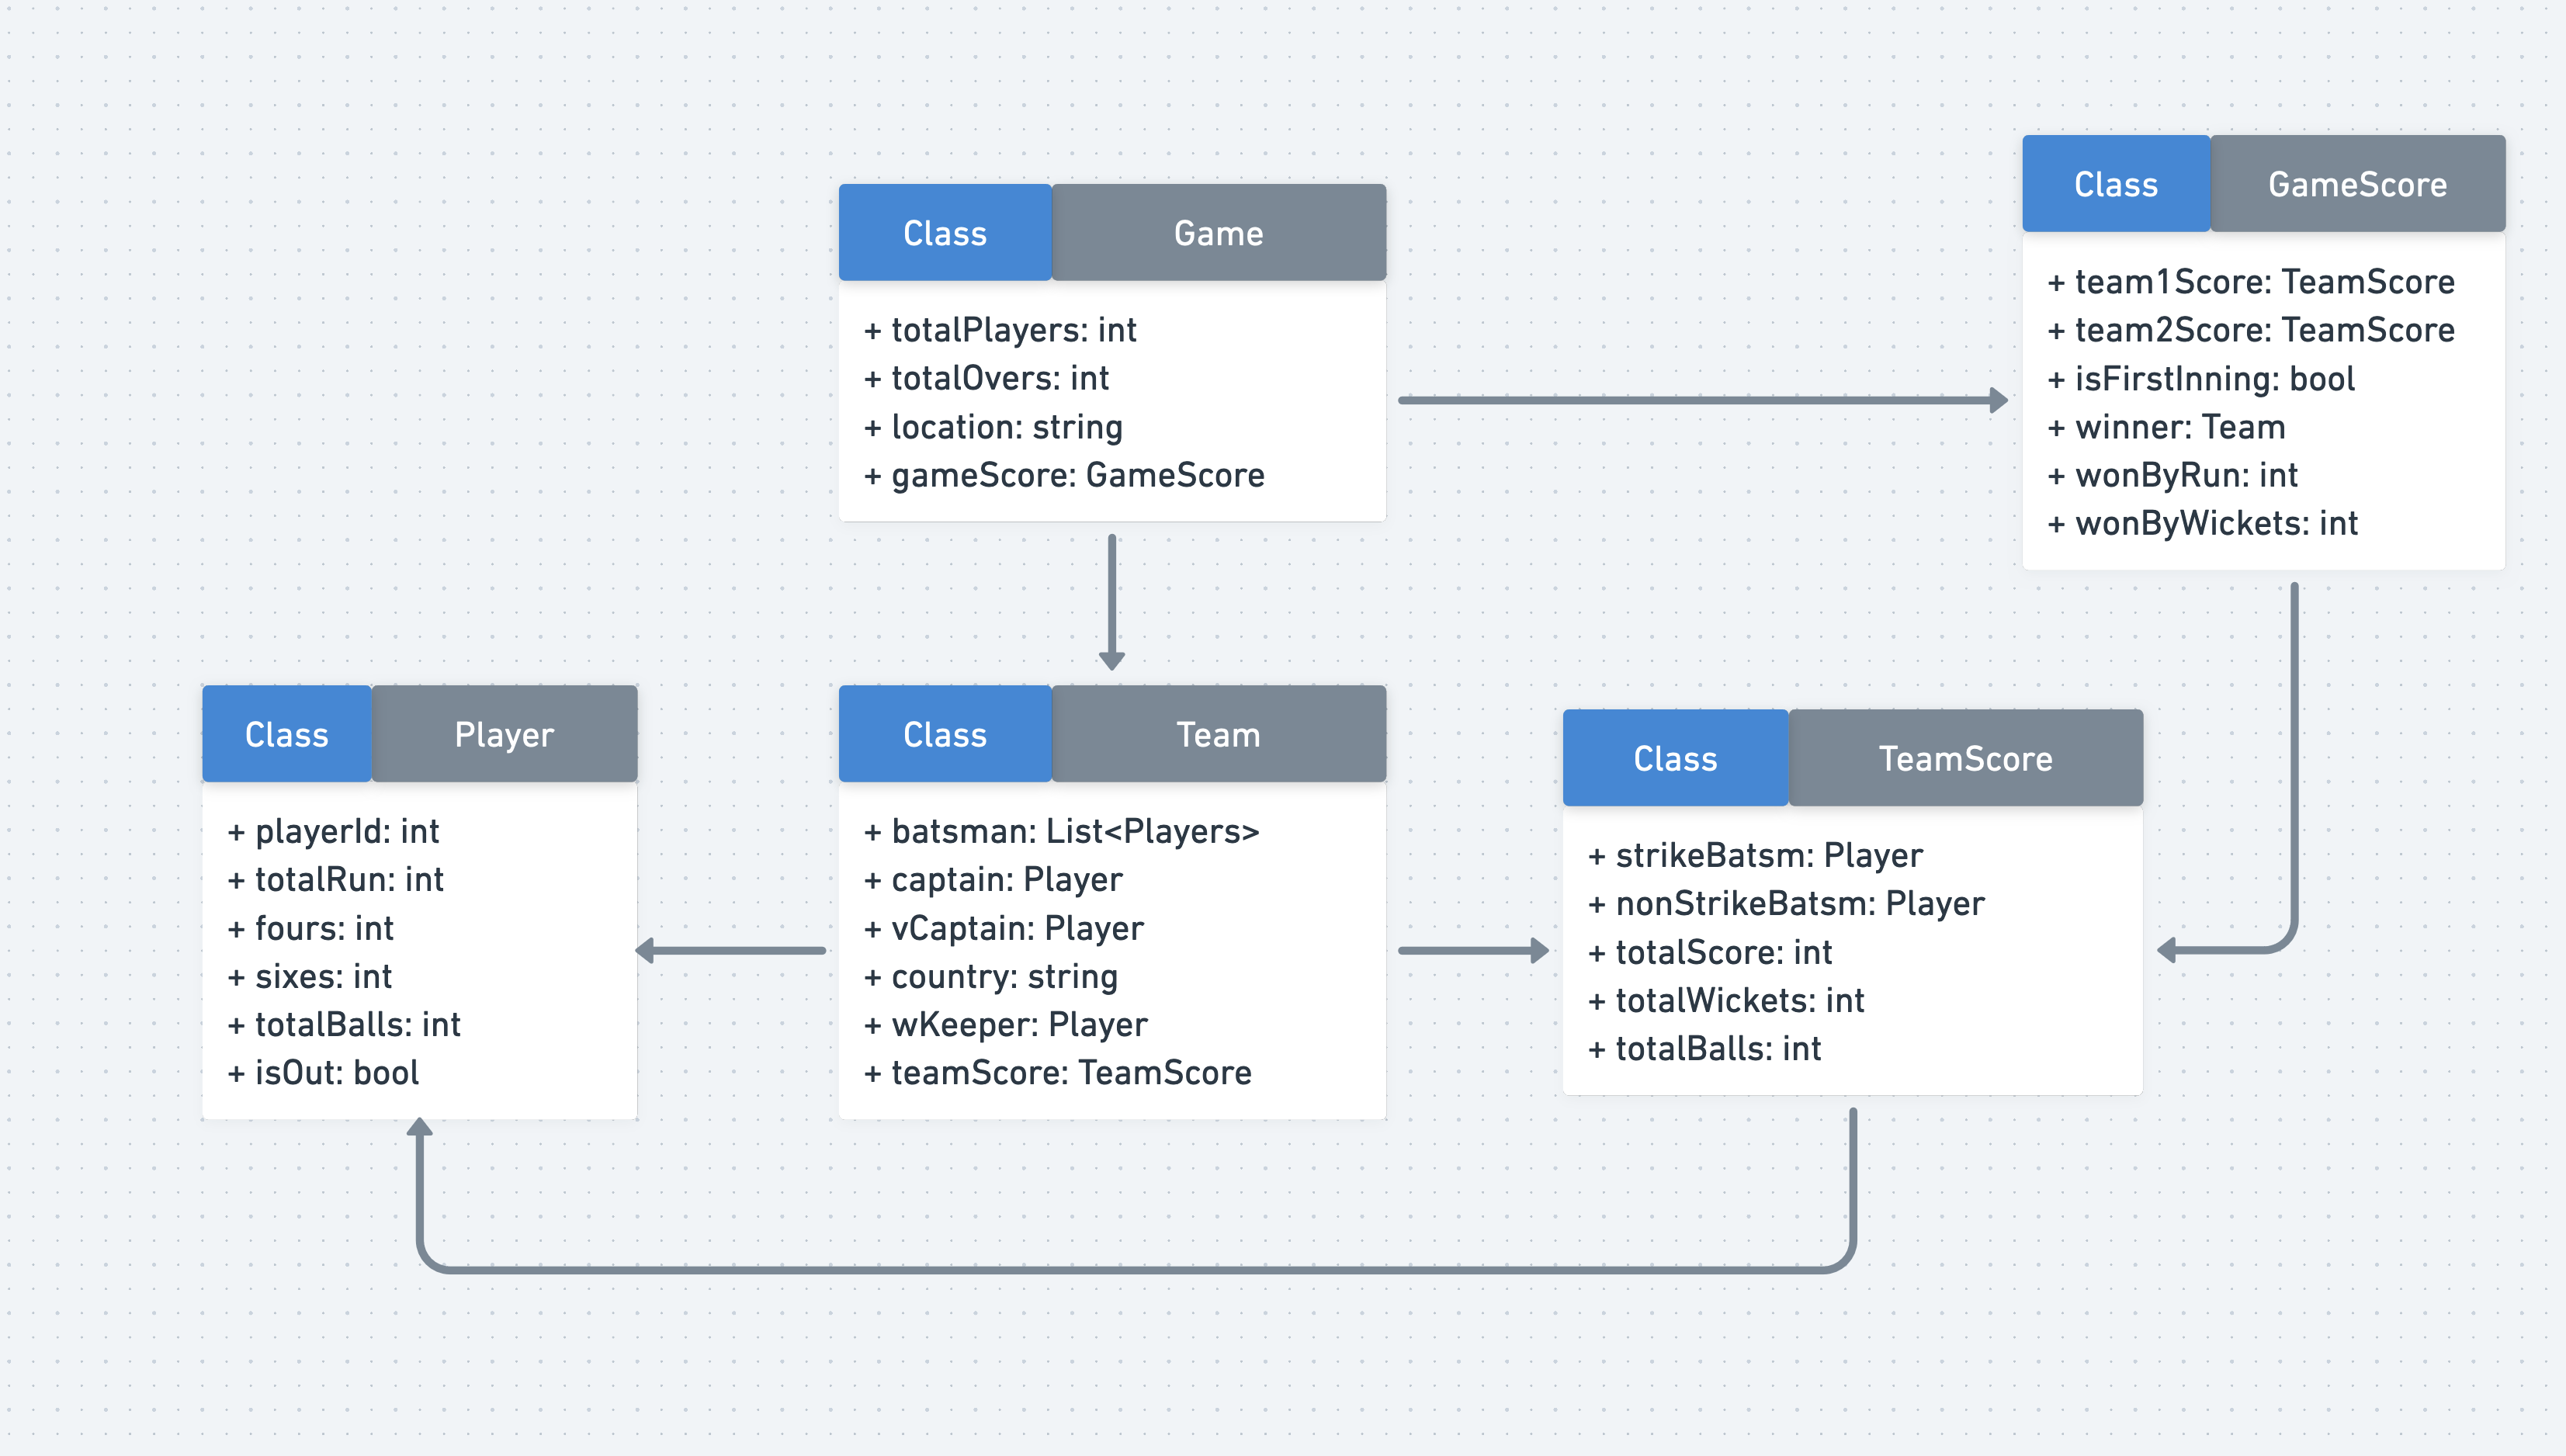 Class Game
+ totalPlayers: int
+ totalOvers: int
+ location: string
+ gameScore: GameScore
Class GameScore
+ team1Score: TeamScore
+ team2Score: TeamScore
+ isFirstInning: bool
+ winner: Team
+ wonByRun: int
+ wonByWickets: int
Class Player
+ playerId: int
+ totalRun: int
+ fours: int
+ sixes: int
+ totalBalls: int
+ isOut: bool
Class Team
+ batsman: List<Players>
+ captain: Player
+ vCaptain: Player
+ country: string
+ wKeeper: Player
+ teamScore: TeamScore
Class TeamScore
+ strikeBatsm: Player
+ nonStrikeBatsm: Player
+ totalScore: int
+ totalWickets: int
+ totalBalls: int